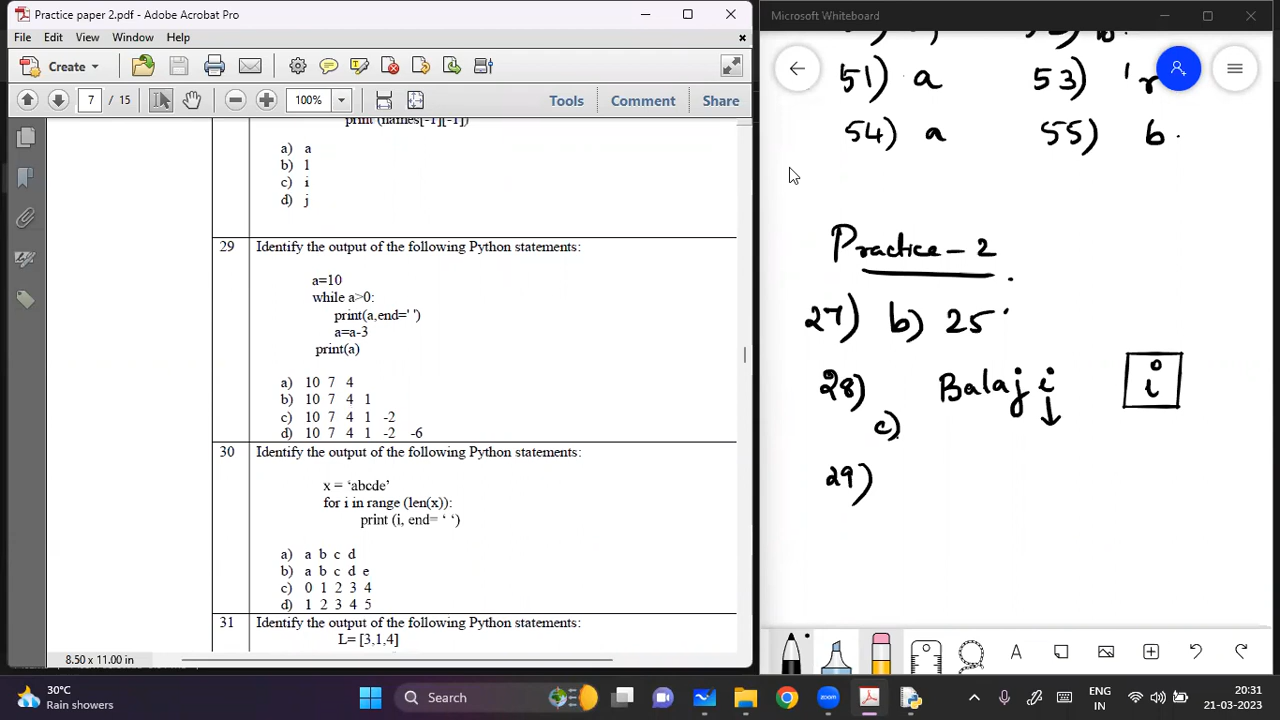 Practice paper 2.pdf - Adobe Acrobat Pro
File Edit View Window Help
Create
7 / 15
100%
Tools Comment Share
print (names[-1][-1])
a) a
b) l
c) i
d) j
29 Identify the output of the following Python statements:
a=10
while a>0:
print(a,end=' ')
a=a-3
print(a)
a) 10 7 4
b) 10 7 4 1
c) 10 7 4 1 -2
d) 10 7 4 1 -2 -6
30 Identify the output of the following Python statements:
x = ‘abcde’
for i in range (len(x)):
print (i, end= ‘ ‘)
a) a b c d
b) a b c d e
c) 0 1 2 3 4
d) 1 2 3 4 5
31 Identify the output of the following Python statements:
L= [3,1,4]
8.50 x 11.00 in
Microsoft Whiteboard
51) a 53) 'r
54) a 55) b.
Practice - 2
27) b) 25
28) Balaji i
c)
29)
30°C
Rain showers
Search
zoom
ENG
IN
20:31
21-03-2023